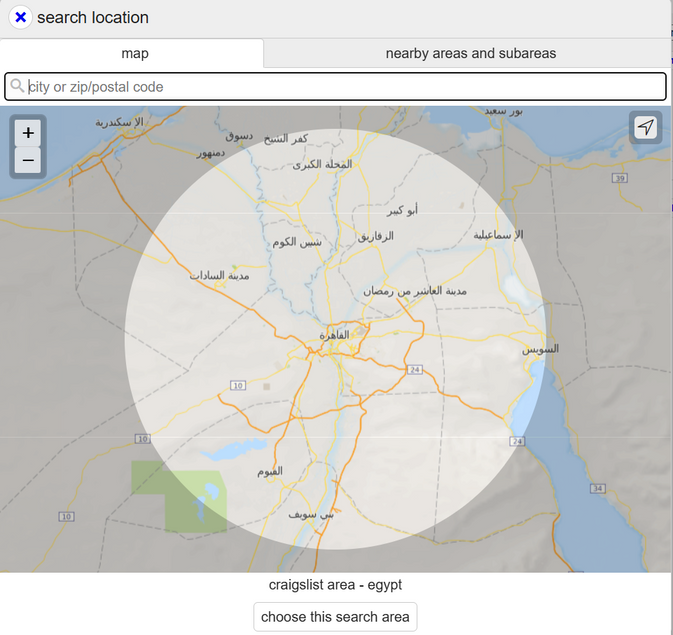 search location
map
nearby areas and subareas
city or zip/postal code
+
−
بور سعيد
الإسكندرية
دسوق
كفر الشيخ
دمنهور
المحلة الكبرى
39
أبو كبير
الزقازيق
الإسماعيلية
شبين الكوم
مدينة السادات
مدينة العاشر من رمضان
القاهرة
السويس
24
10
10
24
الفيوم
34
10
بني سويف
craigslist area - egypt
choose this search area